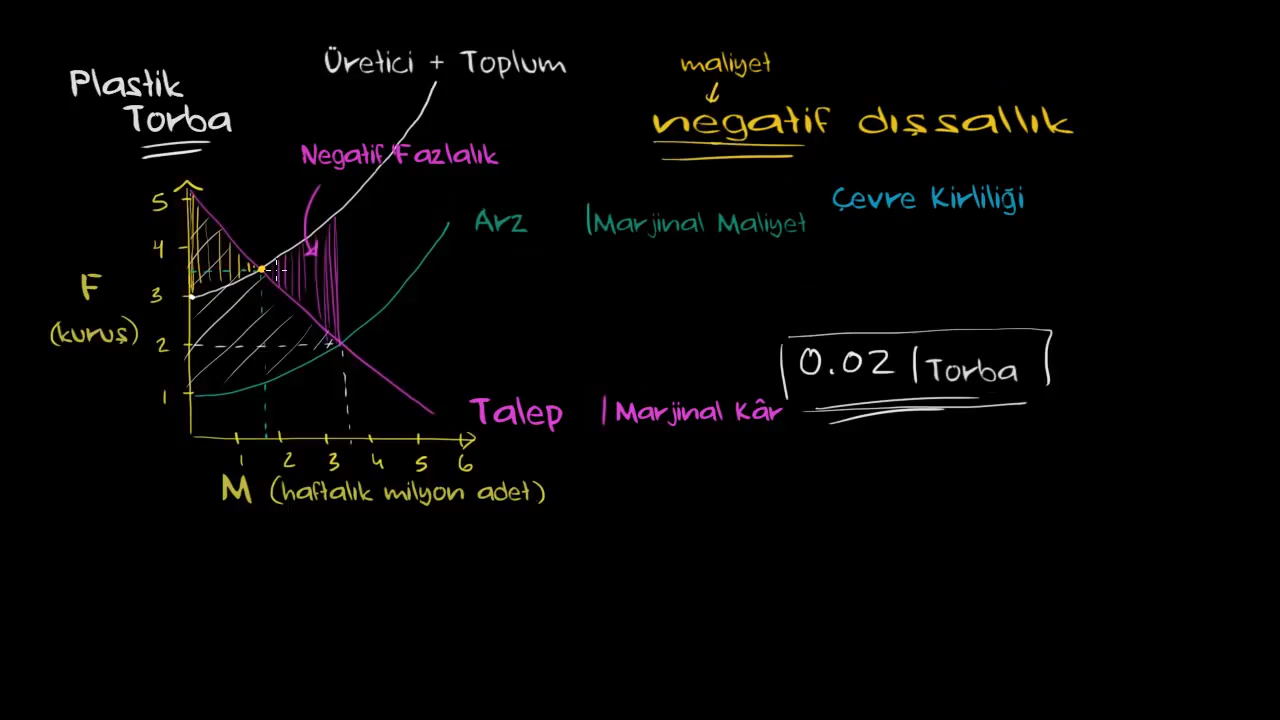 Plastik
Torba
Üretici + Toplum
maliyet
negatif dışsallık
Negatif Fazlalık
Çevre Kirliliği
Arz |Marjinal Maliyet
5
4
3
2
1
F
(kuruş)
0.02 |Torba
Talep |Marjinal Kâr
1 2 3 4 5 6
M (haftalık milyon adet)